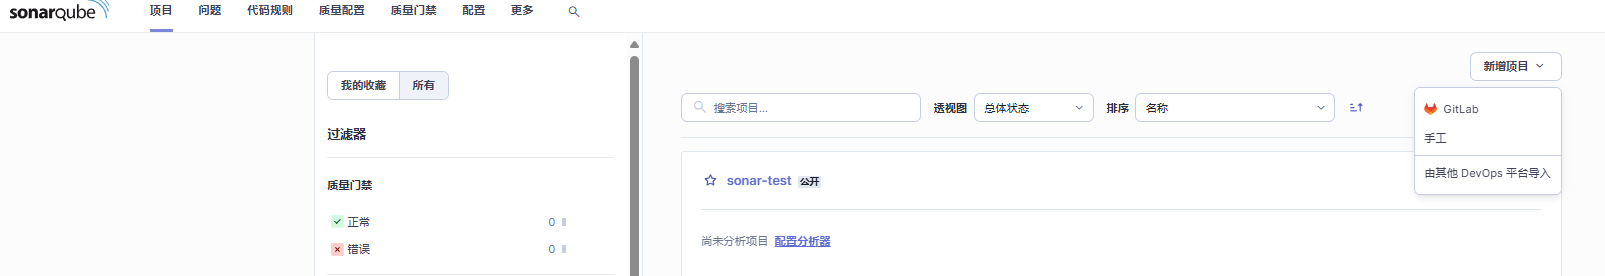 sonarqube 项目 问题 代码规则 质量配置 质量门禁 配置 更多
新增项目
我的收藏 所有
GitLab
搜索项目... 透视图 总体状态 排序 名称
手工
过滤器
由其他 DevOps 平台导入
sonar-test 公开
质量门禁
正常 0
尚未分析项目 配置分析器
错误 0